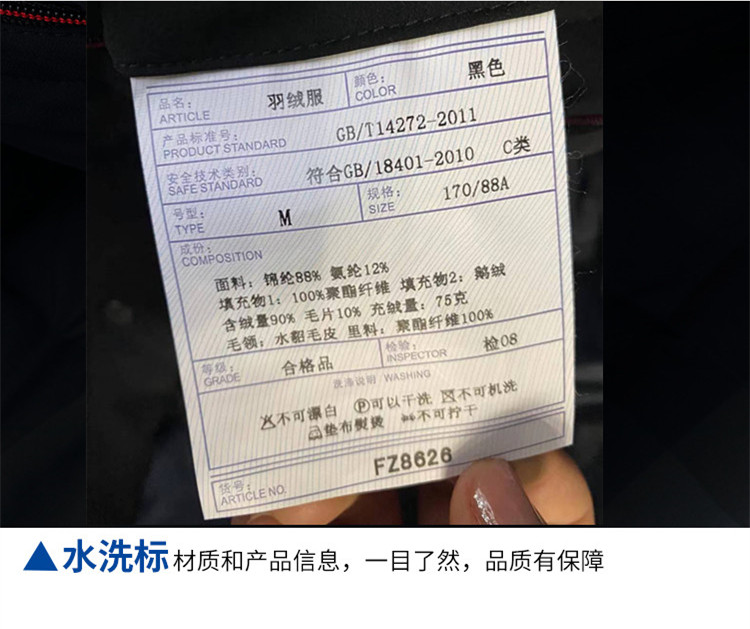 品名： 羽绒服 颜色： 黑色
ARTICLE COLOR
产品标准号： GB/T14272-2011
PRODUCT STANDARD
安全技术类别： 符合GB/18401-2010 C类
SAFE STANDARD
号型： M 规格： 170/88A
TYPE SIZE
成份：
COMPOSITION
面料：锦纶88% 氨纶12%
填充物1：100%聚酯纤维 填充物2：鹅绒
含绒量90% 毛片10% 充绒量：75克
毛领：水貂毛皮 里料：聚酯纤维100%
等级： 合格品 检验： 检08
GRADE INSPECTOR
洗涤说明 WASHING
不可漂白 P可以干洗 不可机洗
垫布熨烫 不可拧干
货号： FZ8626
ARTICLE NO.
▲水洗标 材质和产品信息，一目了然，品质有保障